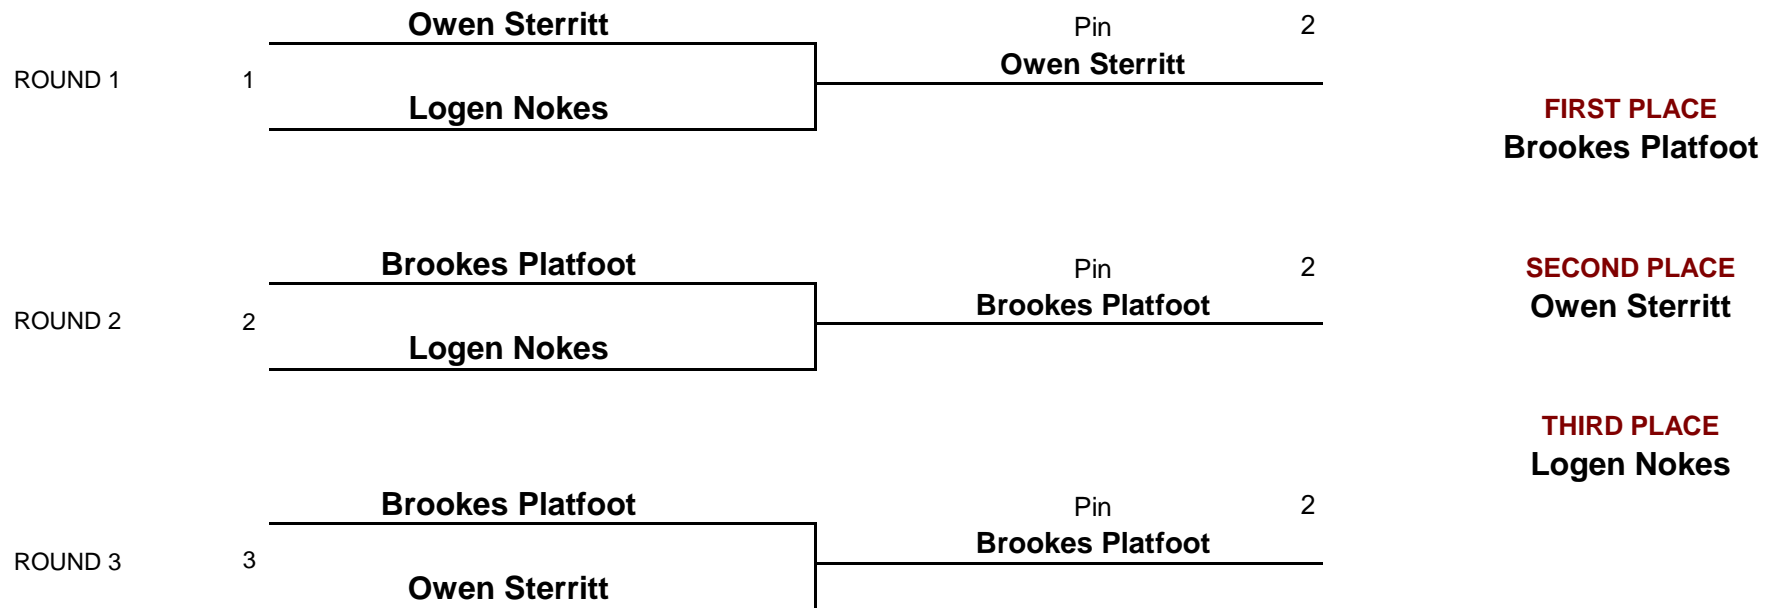 Owen Sterritt
Pin 2
ROUND 1 1 Owen Sterritt
Logen Nokes
FIRST PLACE
Brookes Platfoot
Brookes Platfoot
Pin 2
SECOND PLACE
ROUND 2 2 Brookes Platfoot
Owen Sterritt
Logen Nokes
THIRD PLACE
Logen Nokes
Brookes Platfoot
Pin 2
ROUND 3 3 Brookes Platfoot
Owen Sterritt